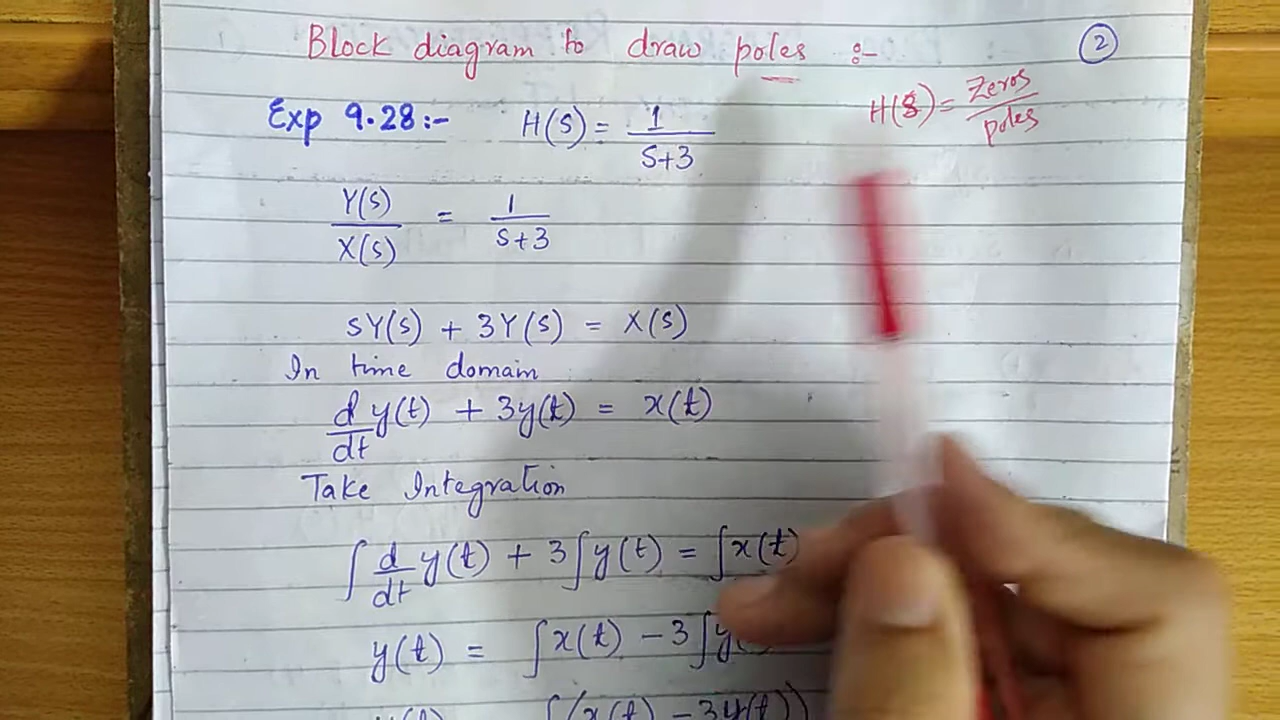 Block diagram to draw poles :-
2
Exp 9.28:- H(s) = 1 / S+3
H(s) = Zeros / poles
Y(s) / X(s) = 1 / S+3
sY(s) + 3Y(s) = X(s)
In time domain
d/dt y(t) + 3y(t) = x(t)
Take Integration
∫ d/dt y(t) + 3∫y(t) = ∫x(t)
y(t) = ∫x(t) - 3∫y
∫(x(t) - 3y(t))